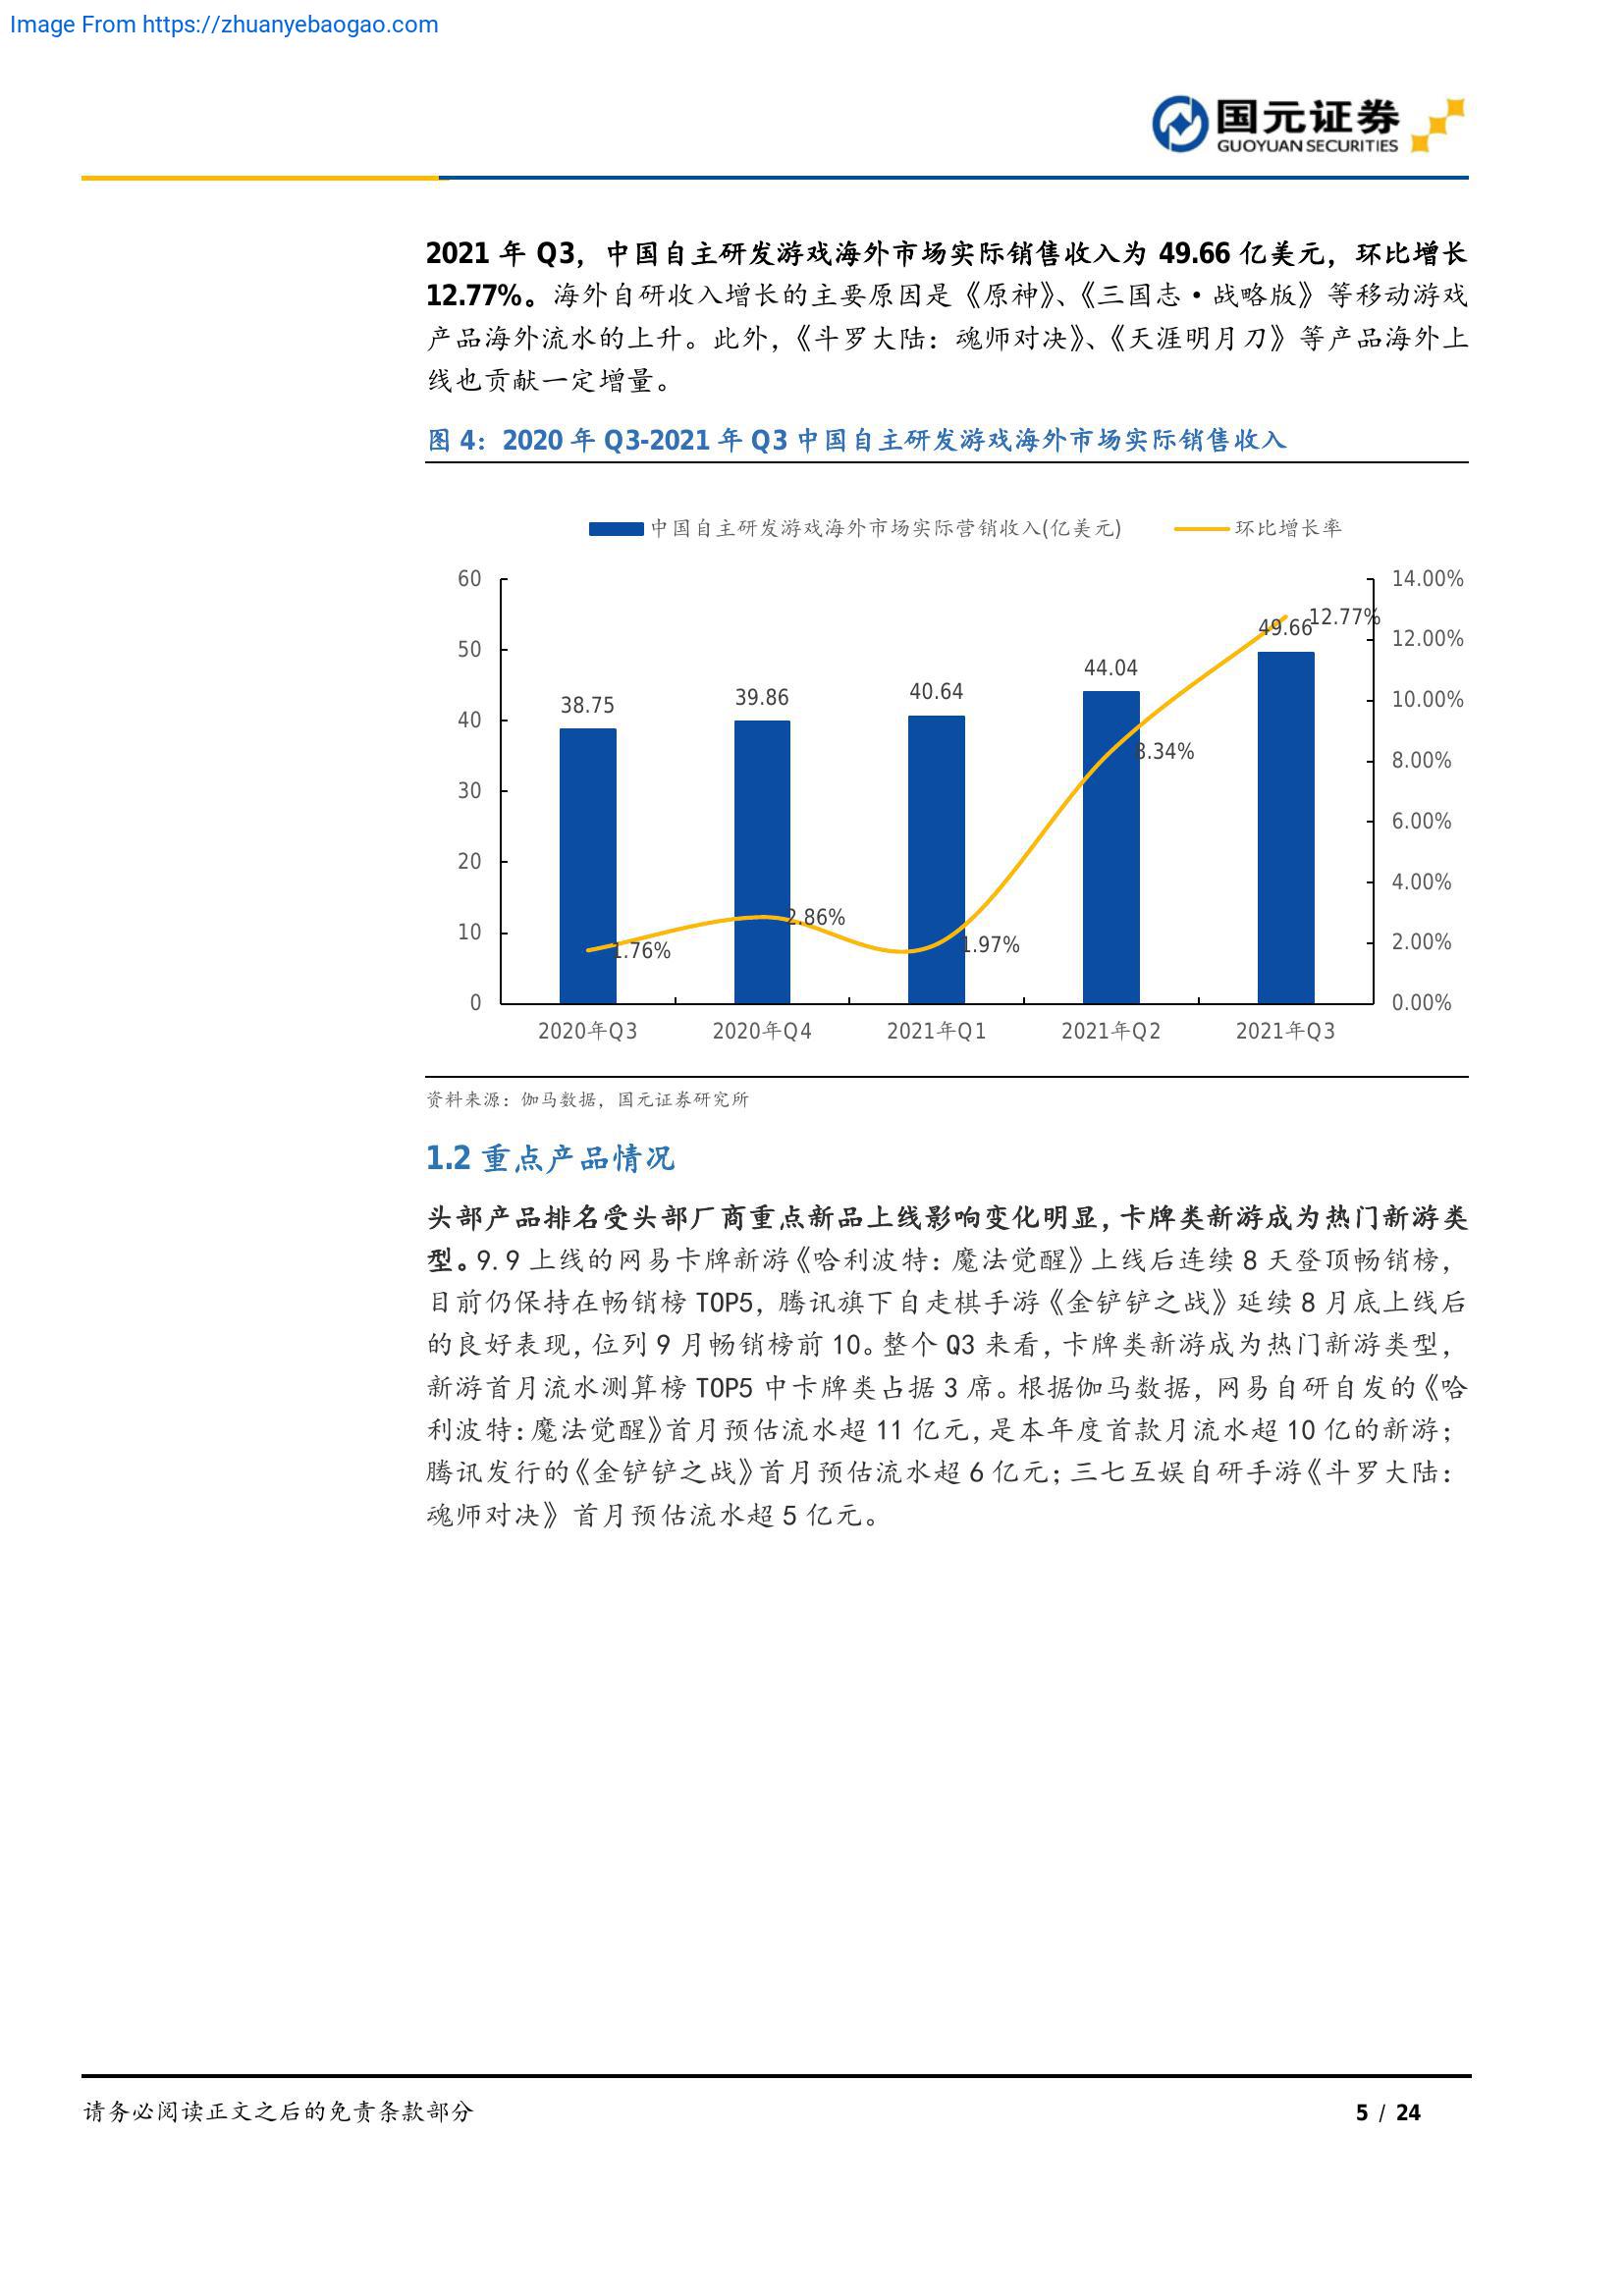 Image From https://zhuanyebaogao.com
国元证券
GUOYUAN SECURITIES
2021 年 Q3，中国自主研发游戏海外市场实际销售收入为 49.66 亿美元，环比增长
12.77%。海外自研收入增长的主要原因是《原神》、《三国志·战略版》等移动游戏
产品海外流水的上升。此外，《斗罗大陆：魂师对决》、《天涯明月刀》等产品海外上
线也贡献一定增量。
图 4：2020 年 Q3-2021 年 Q3 中国自主研发游戏海外市场实际销售收入
中国自主研发游戏海外市场实际营销收入(亿美元) 环比增长率
60 14.00%
12.77%
49.66
50 12.00%
44.04
40.64
39.86
38.75
10.00%
40
8.34%
8.00%
30
6.00%
20
4.00%
2.86%
10 2.00%
1.76%
1.97%
0 0.00%
2020年Q3 2020年Q4 2021年Q1 2021年Q2 2021年Q3
资料来源：伽马数据，国元证券研究所
1.2 重点产品情况
头部产品排名受头部厂商重点新品上线影响变化明显，卡牌类新游成为热门新游类
型。9.9 上线的网易卡牌新游《哈利波特：魔法觉醒》上线后连续 8 天登顶畅销榜，
目前仍保持在畅销榜 TOP5，腾讯旗下自走棋手游《金铲铲之战》延续 8 月底上线后
的良好表现，位列 9 月畅销榜前 10。整个 Q3 来看，卡牌类新游成为热门新游类型，
新游首月流水测算榜 TOP5 中卡牌类占据 3 席。根据伽马数据，网易自研自发的《哈
利波特：魔法觉醒》首月预估流水超 11 亿元，是本年度首款月流水超 10 亿的新游；
腾讯发行的《金铲铲之战》首月预估流水超 6 亿元；三七互娱自研手游《斗罗大陆：
魂师对决》首月预估流水超 5 亿元。
请务必阅读正文之后的免责条款部分 5 / 24